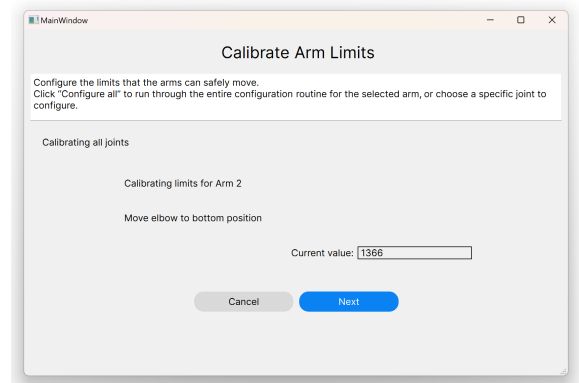 MainWindow
Calibrate Arm Limits
Configure the limits that the arms can safely move.
Click "Configure all" to run through the entire configuration routine for the selected arm, or choose a specific joint to
configure.
Calibrating all joints
Calibrating limits for Arm 2
Move elbow to bottom position
Current value: 1366
Cancel Next